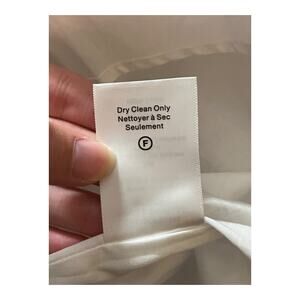 Dry Clean Only
Nettoyer à Sec
Seulement
F